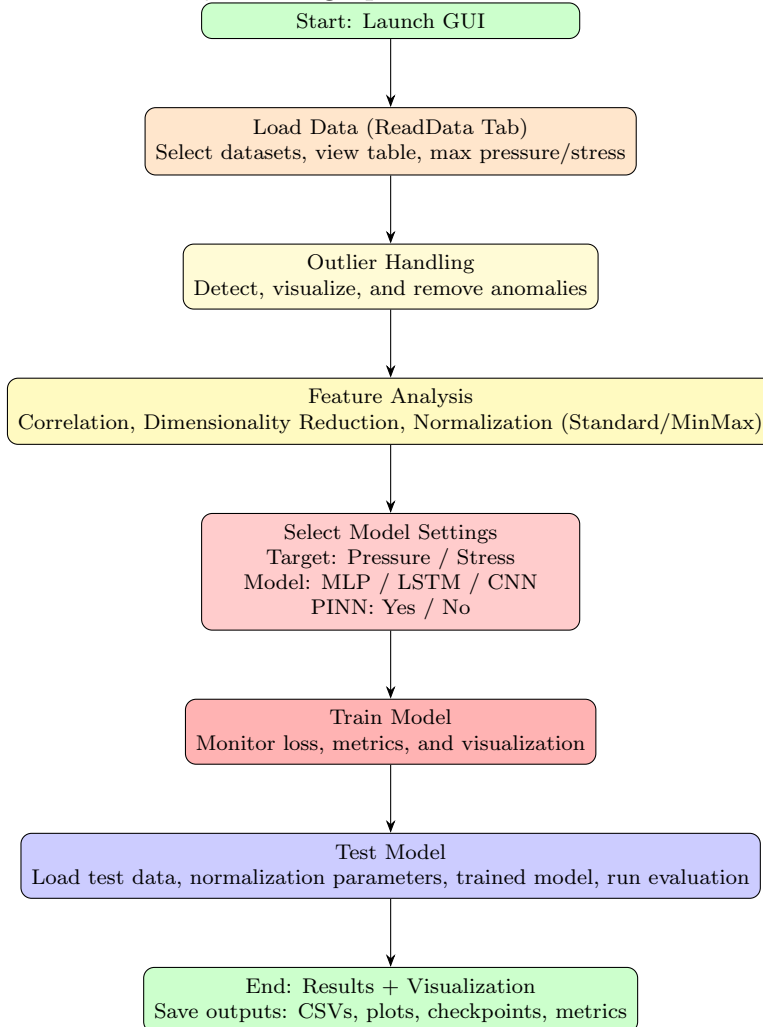 Start: Launch GUI
Load Data (ReadData Tab)
Select datasets, view table, max pressure/stress
Outlier Handling
Detect, visualize, and remove anomalies
Feature Analysis
Correlation, Dimensionality Reduction, Normalization (Standard/MinMax)
Select Model Settings
Target: Pressure / Stress
Model: MLP / LSTM / CNN
PINN: Yes / No
Train Model
Monitor loss, metrics, and visualization
Test Model
Load test data, normalization parameters, trained model, run evaluation
End: Results + Visualization
Save outputs: CSVs, plots, checkpoints, metrics